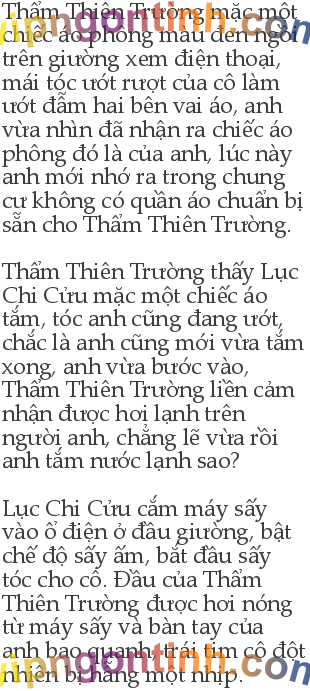 Thẩm Thiên Trường mặc một
chiếc áo phông màu đen ngồi
trên giường xem điện thoại,
mái tóc ướt rượt của cô làm
ướt đẫm hai bên vai áo, anh
vừa nhìn đã nhận ra chiếc áo
phông đó là của anh, lúc này
anh mới nhớ ra trong chung
cư không có quần áo chuẩn bị
sẵn cho Thẩm Thiên Trường.

Thẩm Thiên Trường thấy Lục
Chi Cửu mặc một chiếc áo
tắm, tóc anh cũng đang ướt,
chắc là anh cũng mới vừa tắm
xong, anh vừa bước vào,
Thẩm Thiên Trường liền cảm
nhận được hơi lạnh trên
người anh, chẳng lẽ vừa rồi
anh tắm nước lạnh sao?

Lục Chi Cửu cắm máy sấy
vào ổ điện ở đầu giường, bật
chế độ sấy ấm, bắt đầu sấy
tóc cho cô. Đầu của Thẩm
Thiên Trường được hơi nóng
từ máy sấy và bàn tay của
anh bao quanh, trái tim cô đột
nhiên bị hẫng một nhịp.
vipngontinh.com
vipngontinh.com